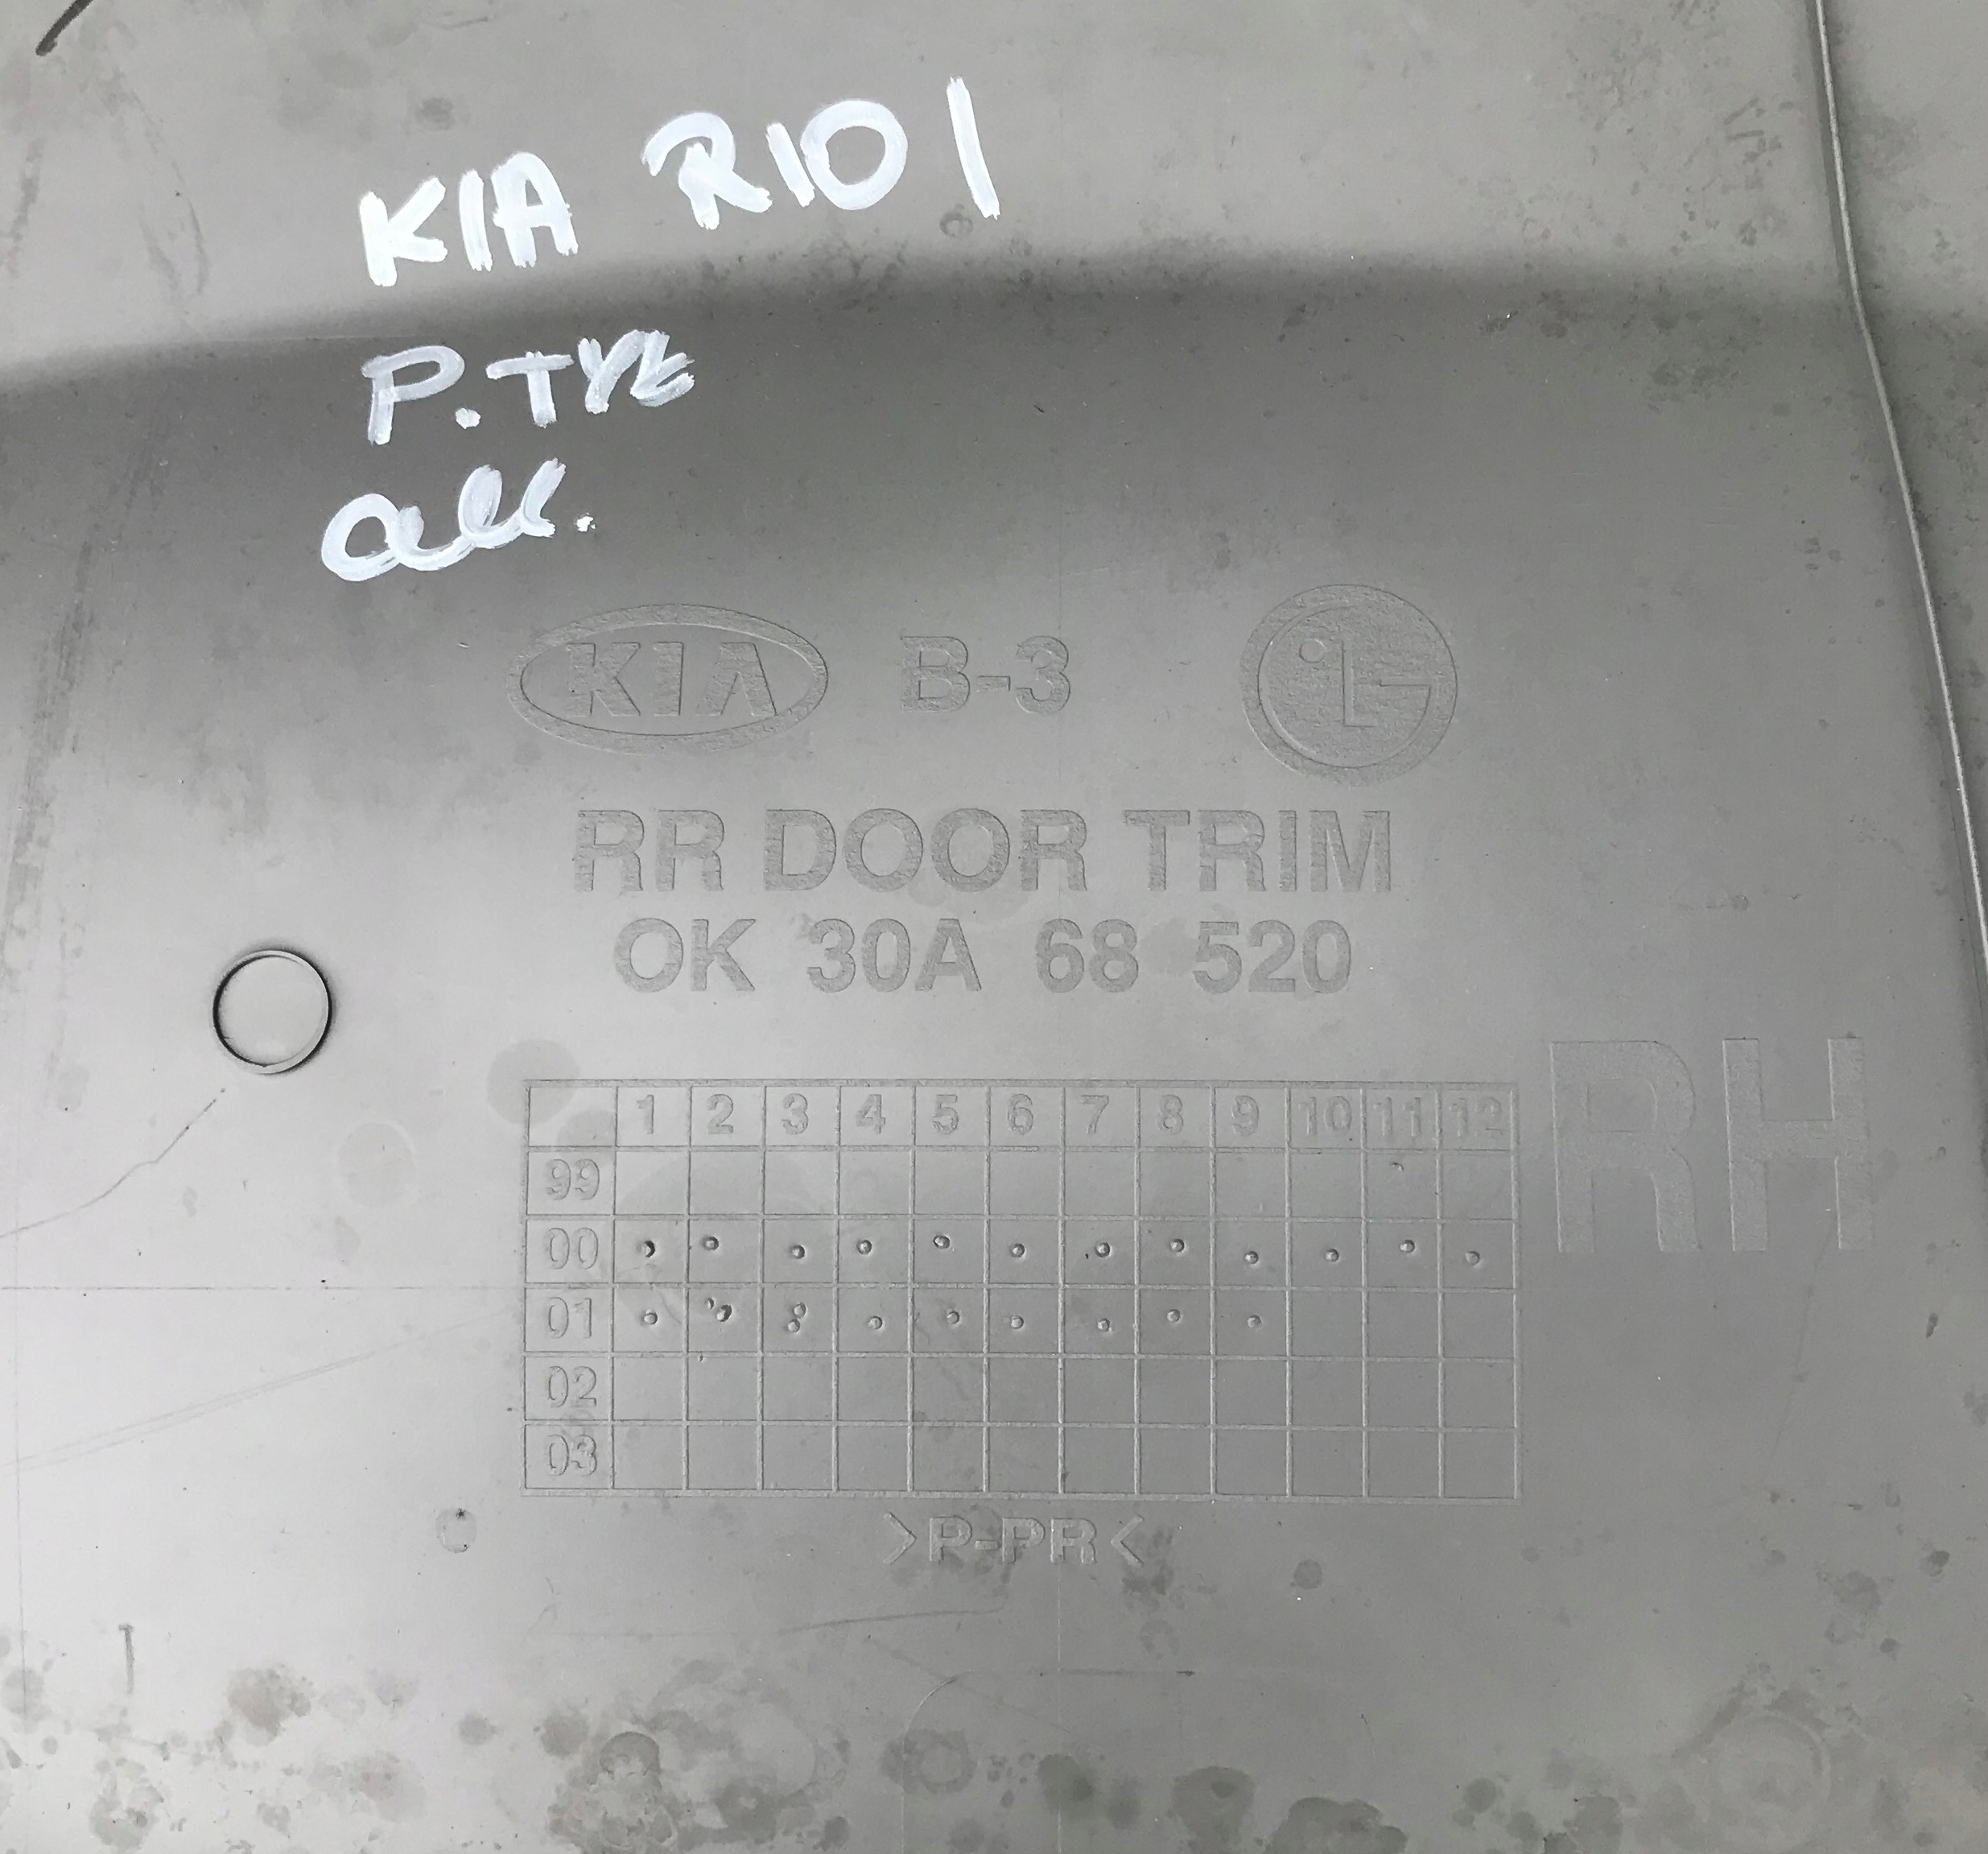 KIA RIO 1
KIA B-3 LG
RR DOOR TRIM
OK 30A 68 520
RH
1 2 3 4 5 6 7 8 9 10 11 12
99
00
01
02
03
>P-PR<